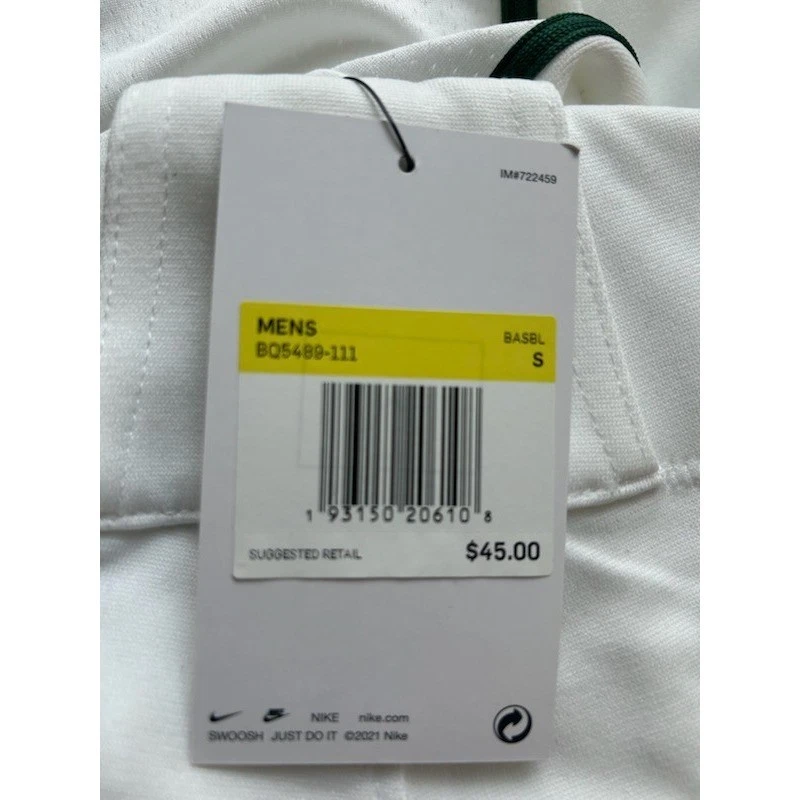 IM#722459
MENS
BQ5489-111
BASBL
S
1 93150 20610 8
SUGGESTED RETAIL $45.00
NIKE nike.com
SWOOSH JUST DO IT ©2021 Nike